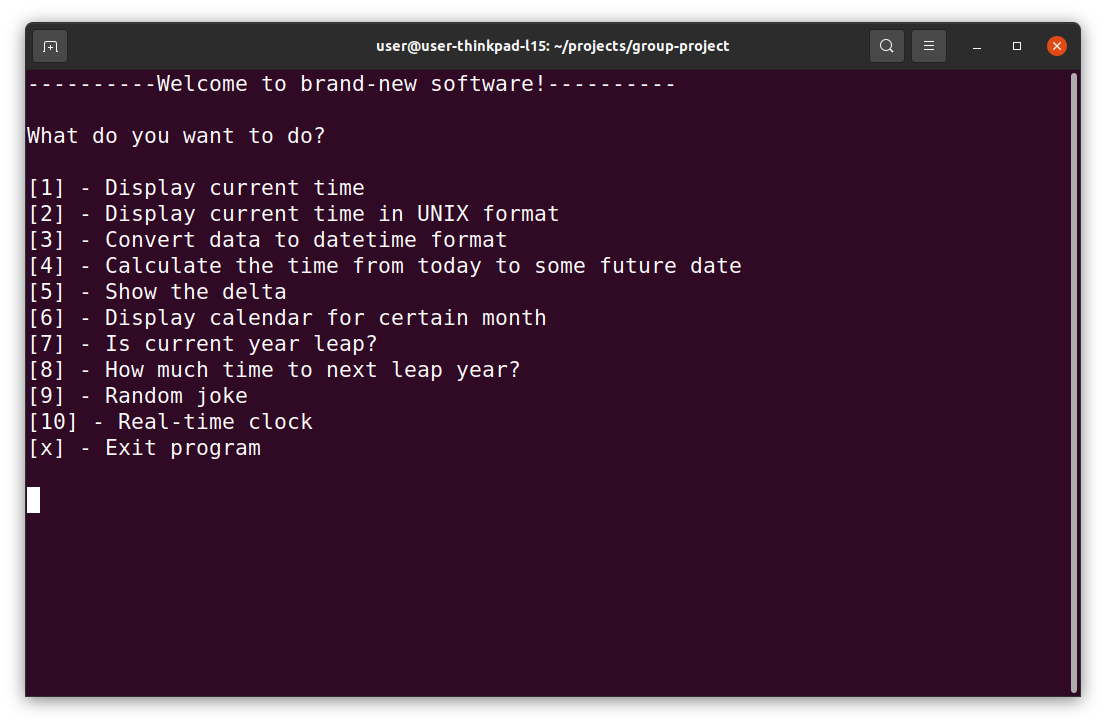 user@user-thinkpad-l15: ~/projects/group-project
----------Welcome to brand-new software!----------
What do you want to do?
[1] - Display current time
[2] - Display current time in UNIX format
[3] - Convert data to datetime format
[4] - Calculate the time from today to some future date
[5] - Show the delta
[6] - Display calendar for certain month
[7] - Is current year leap?
[8] - How much time to next leap year?
[9] - Random joke
[10] - Real-time clock
[x] - Exit program